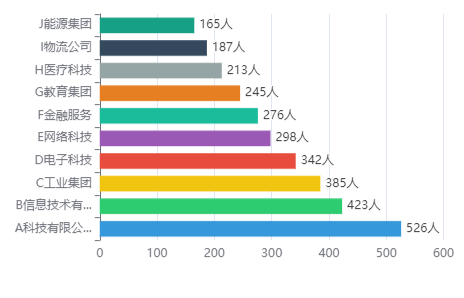 J能源集团 165人
I物流公司 187人
H医疗科技 213人
G教育集团 245人
F金融服务 276人
E网络科技 298人
D电子科技 342人
C工业集团 385人
B信息技术有... 423人
A科技有限公... 526人
0 100 200 300 400 500 600